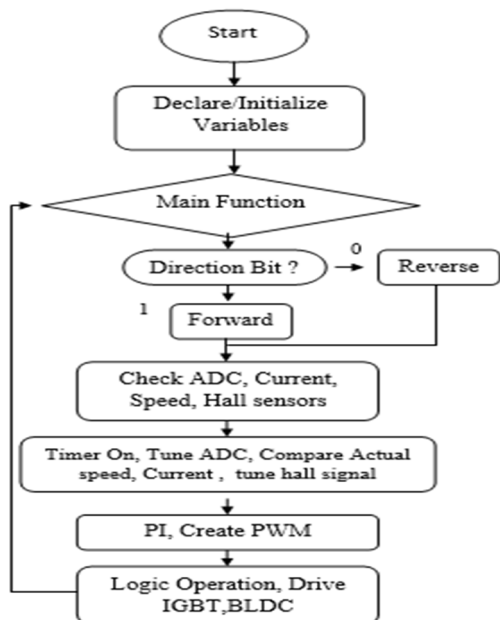 Start
Declare/Initialize
Variables
Main Function
Direction Bit ?
0
Reverse
1
Forward
Check ADC, Current,
Speed, Hall sensors
Timer On, Tune ADC, Compare Actual
speed, Current , tune hall signal
PI, Create PWM
Logic Operation, Drive
IGBT,BLDC